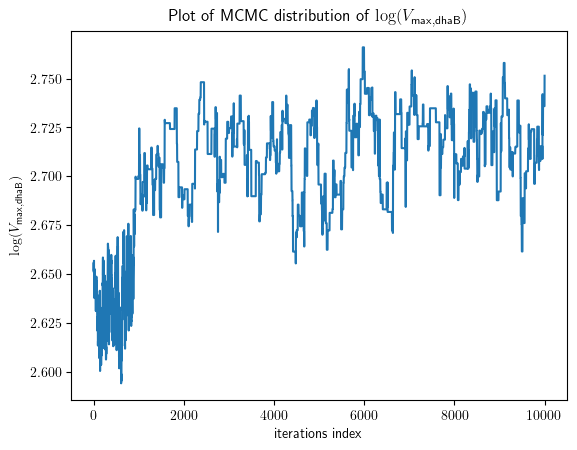 Plot of MCMC distribution of log(V_max,dhaB)
log(V_max,dhaB)
2.750
2.725
2.700
2.675
2.650
2.625
2.600
0 2000 4000 6000 8000 10000
iterations index